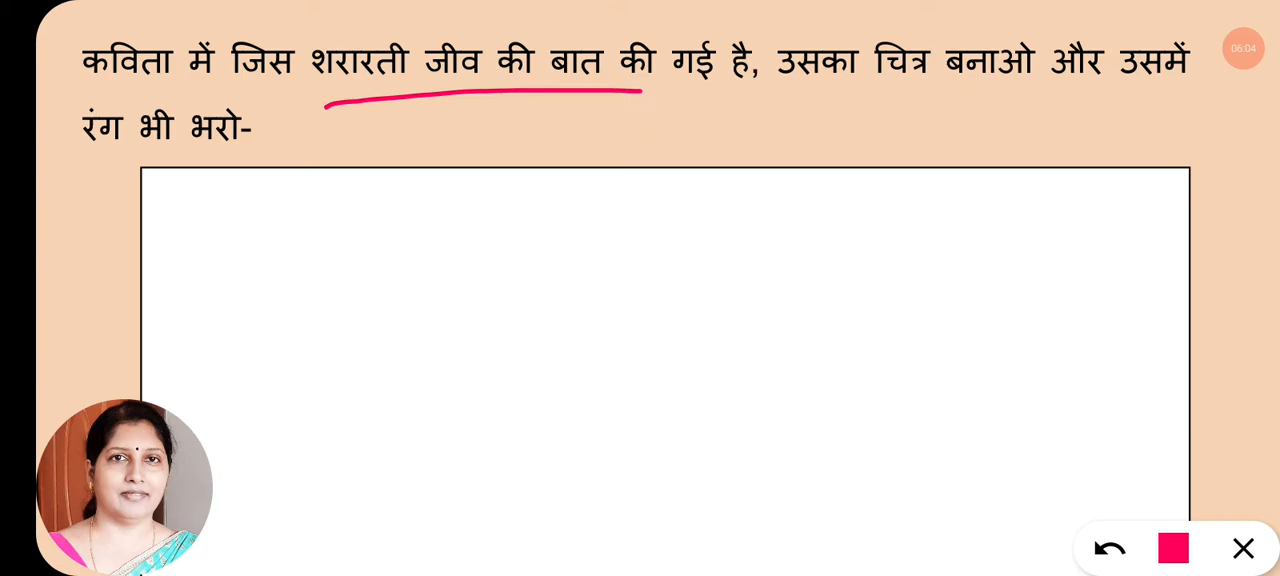 कविता में जिस शरारती जीव की बात की गई है, उसका चित्र बनाओ और उसमें
रंग भी भरो-
06:04